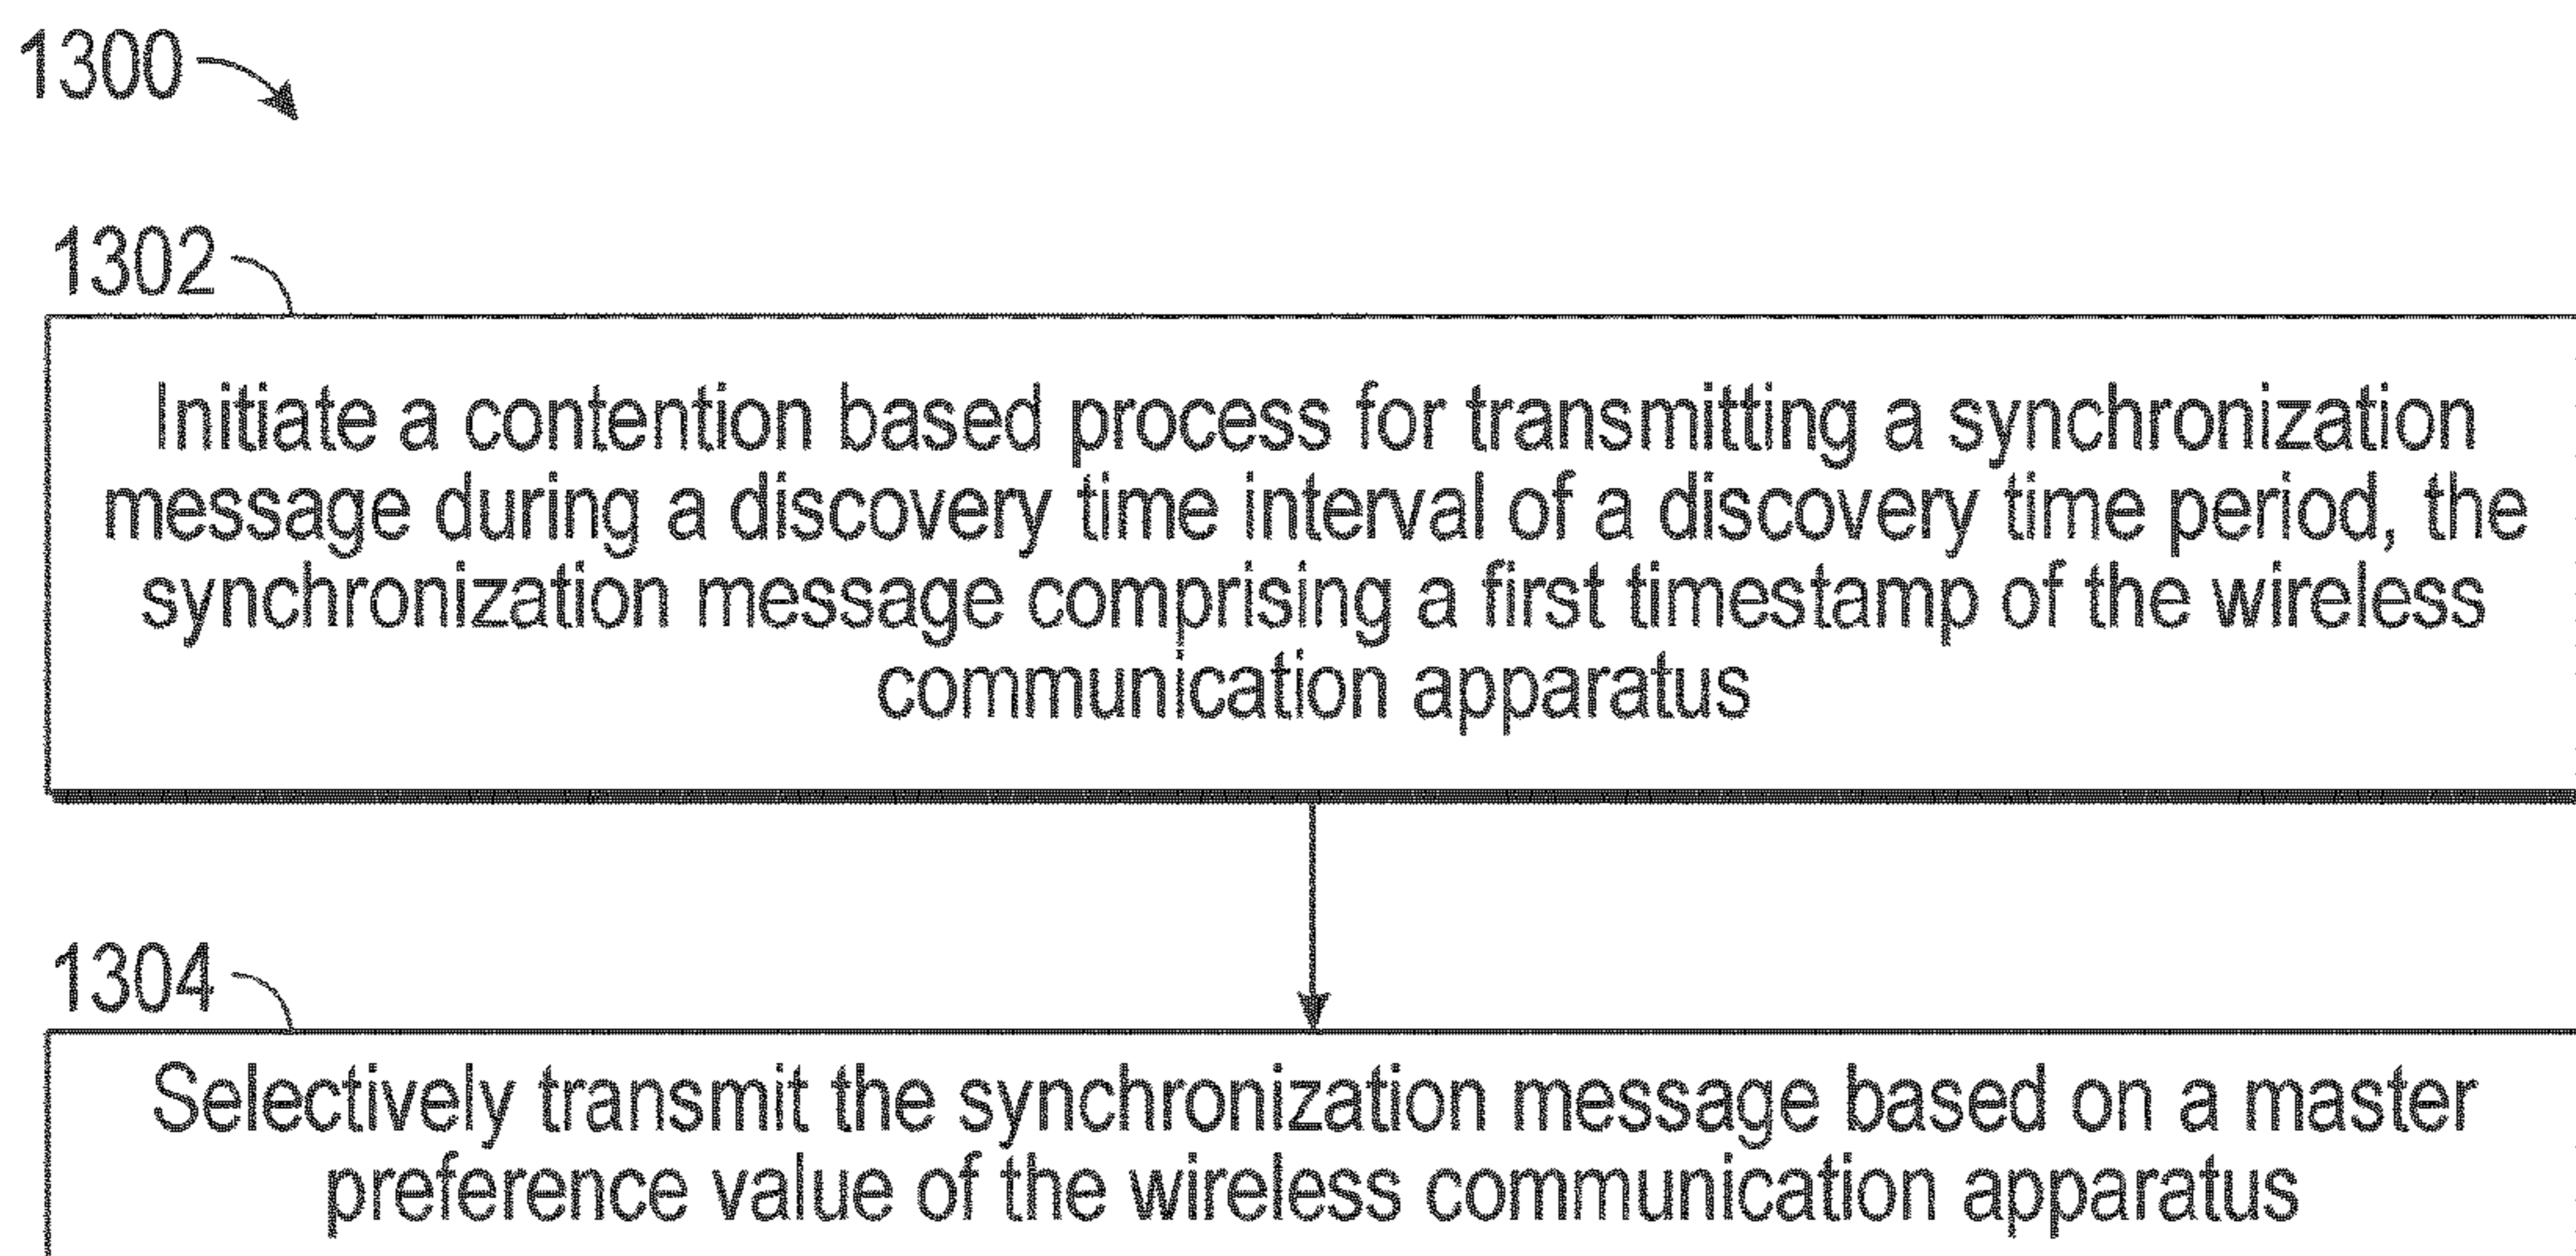 1300
1302
Initiate a contention based process for transmitting a synchronization
message during a discovery time interval of a discovery time period, the
synchronization message comprising a first timestamp of the wireless
communication apparatus
1304
Selectively transmit the synchronization message based on a master
preference value of the wireless communication apparatus